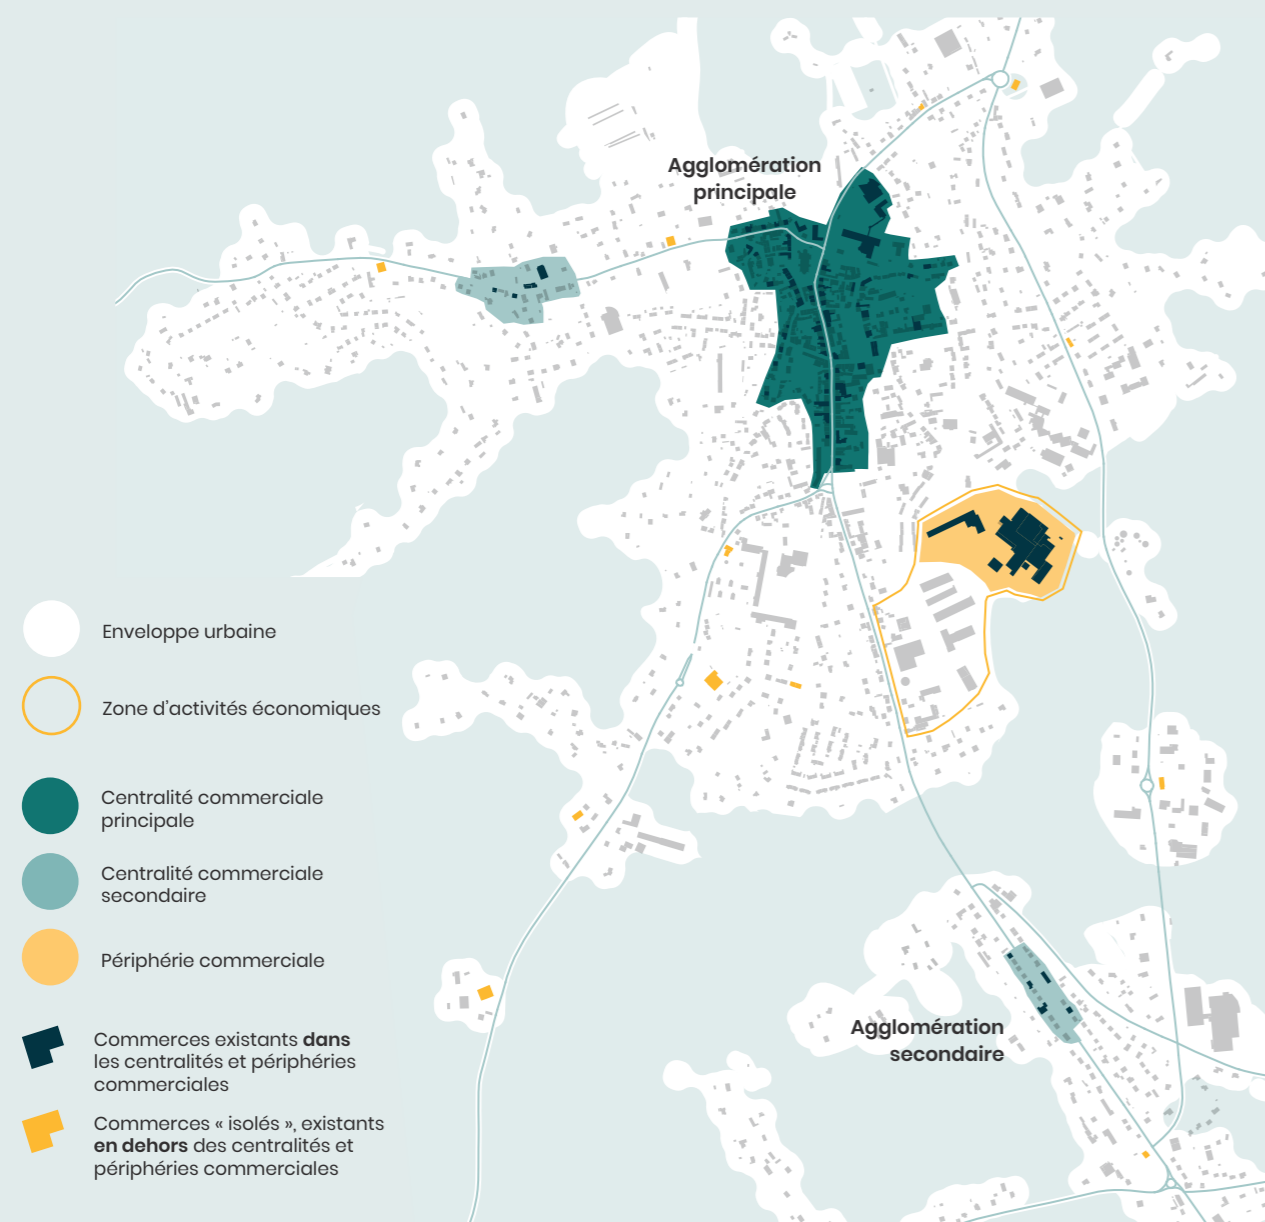 Agglomération
principale
Enveloppe urbaine
Zone d’activités économiques
Centralité commerciale
principale
Centralité commerciale
secondaire
Périphérie commerciale
Commerces existants dans
les centralités et périphéries
commerciales
Commerces « isolés », existants
en dehors des centralités et
périphéries commerciales
Agglomération
secondaire